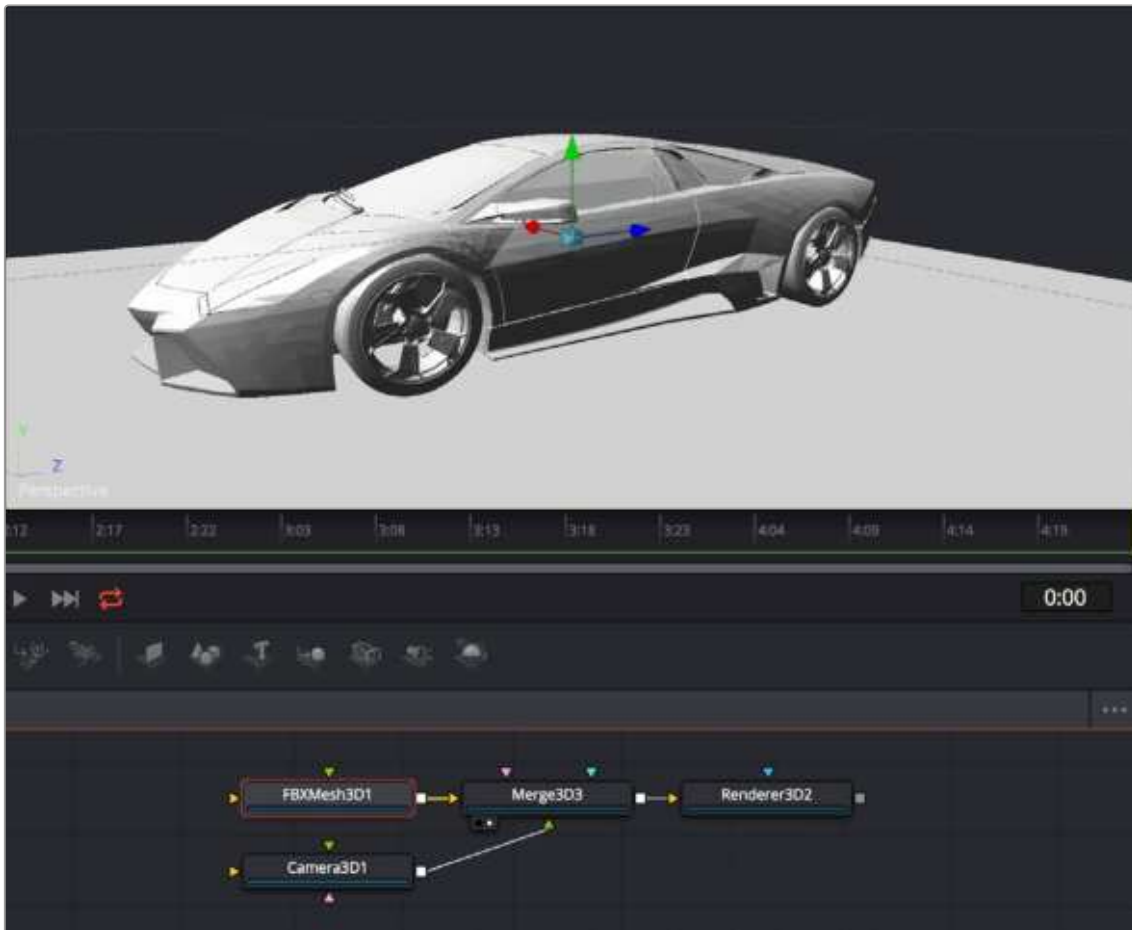 Y
Z
Perspective
2:17 2:22 3:03 3:08 3:13 3:18 3:23 4:04 4:09 4:14 4:19
0:00
FBXMesh3D1 Merge3D3 Renderer3D2
Camera3D1